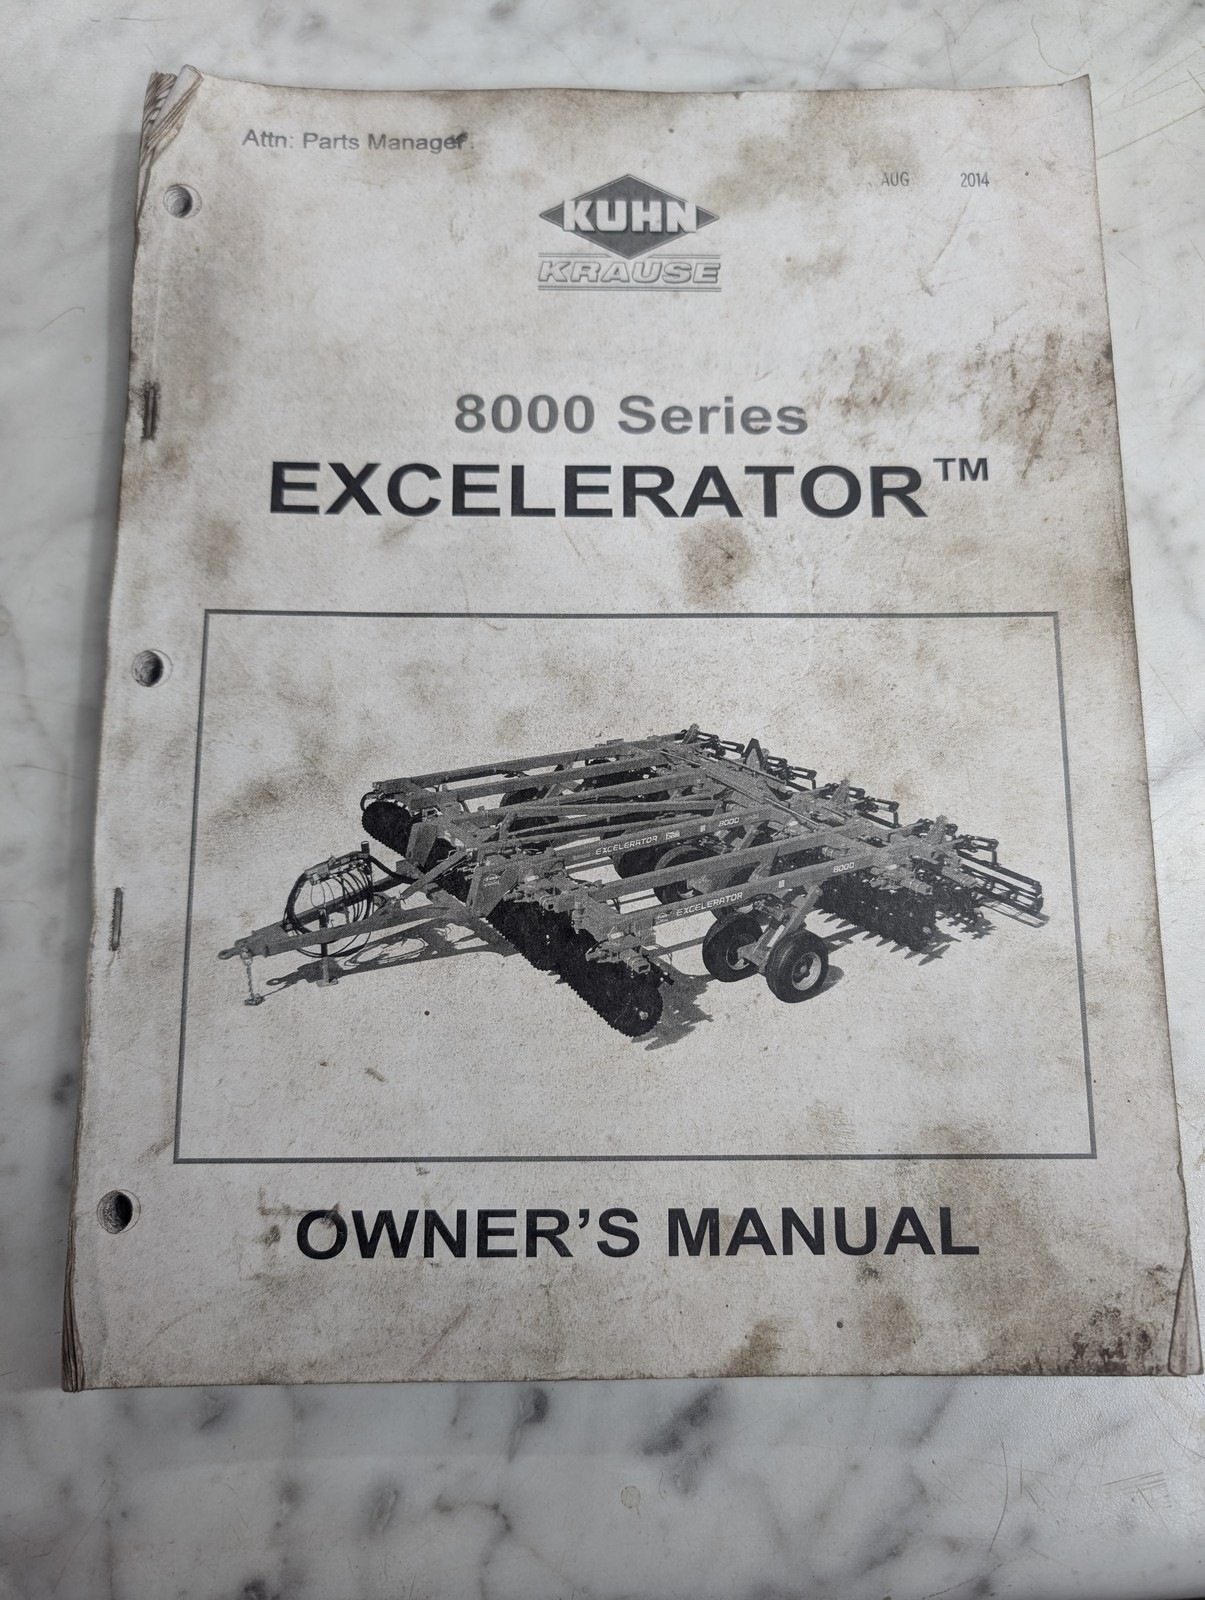 Attn: Parts Manager
AUG 2014
KUHN
KRAUSE
8000 Series
EXCELERATOR™
EXCELERATOR 8000
EXCELERATOR 8000
OWNER'S MANUAL